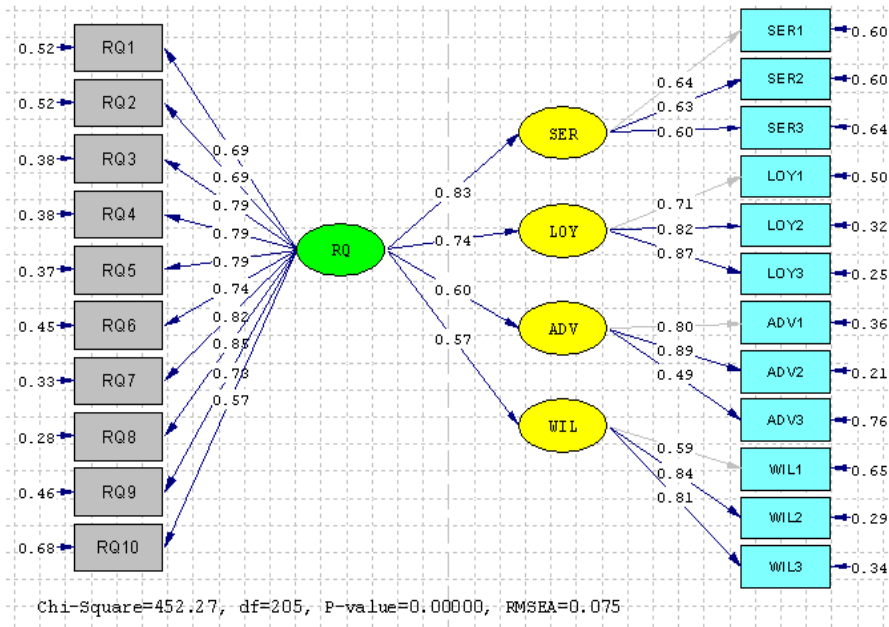 0.52 RQ1
0.52 RQ2
0.38 RQ3
0.38 RQ4
0.37 RQ5
0.45 RQ6
0.33 RQ7
0.28 RQ8
0.46 RQ9
0.68 RQ10
0.69
0.69
0.79
0.79
0.79
0.74
0.82
0.85
0.73
0.57
RQ
0.83
0.74
0.60
0.57
SER
LOY
ADV
WIL
0.64
0.63
0.60
0.71
0.82
0.87
0.80
0.89
0.49
0.59
0.84
0.81
SER1 0.60
SER2 0.60
SER3 0.64
LOY1 0.50
LOY2 0.32
LOY3 0.25
ADV1 0.36
ADV2 0.21
ADV3 0.76
WIL1 0.65
WIL2 0.29
WIL3 0.34
Chi-Square=452.27, df=205, P-value=0.00000, RMSEA=0.075